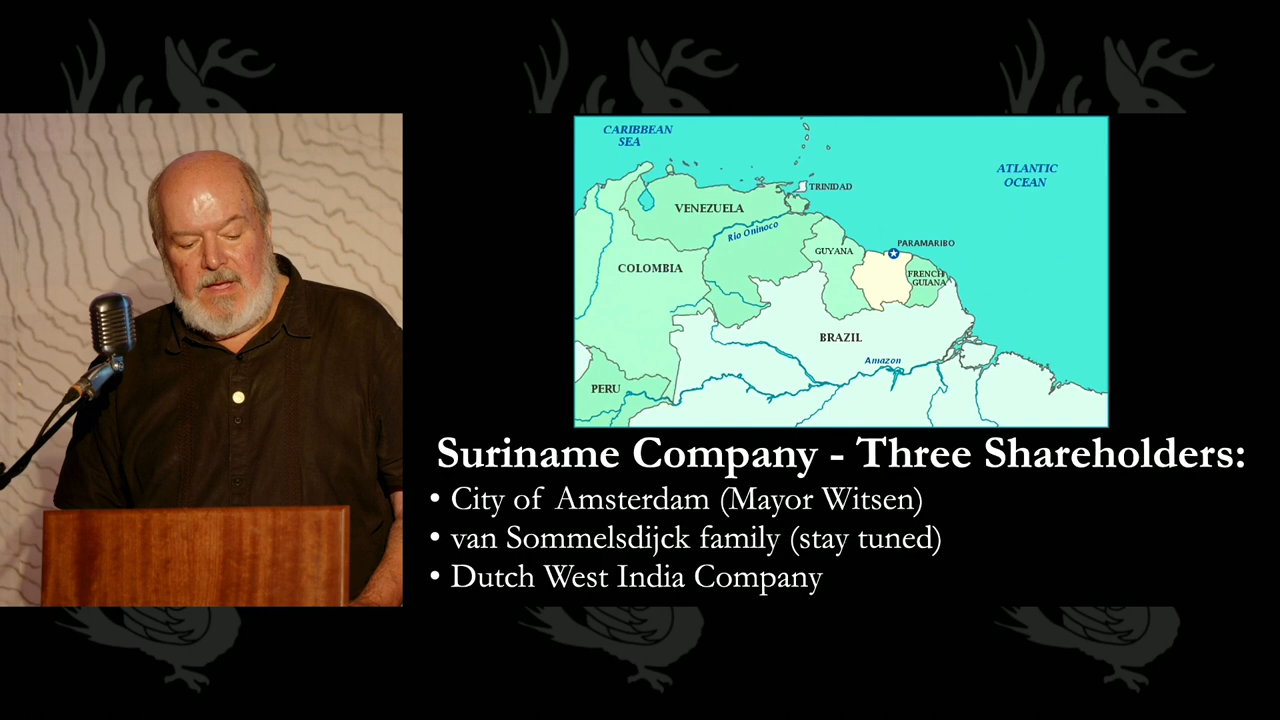 CARIBBEAN
SEA
ATLANTIC
OCEAN
TRINIDAD
VENEZUELA
Rio Orinoco
GUYANA
PARAMARIBO
COLOMBIA
FRENCH
GUIANA
BRAZIL
Amazon
PERU
Suriname Company - Three Shareholders:
• City of Amsterdam (Mayor Witsen)
• van Sommelsdijck family (stay tuned)
• Dutch West India Company